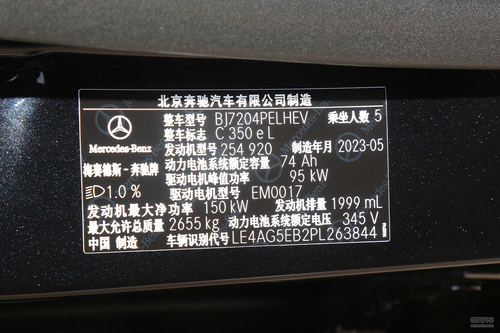 北京奔驰汽车有限公司制造
Mercedes-Benz
梅赛德斯-奔驰牌
1.0 %
整车型号 BJ7204PELHEV 乘坐人数 5
整车标志 C 350 e L
发动机型号 254 920 制造年月 2023-05
动力电池系统额定容量 74 Ah
驱动电机峰值功率 95 kW
驱动电机型号 EM0017
发动机最大净功率 150 kW 发动机排量 1999 mL
最大允许总质量 2655 kg 动力电池系统额定电压 345 V
中国 制造 车辆识别代号 LE4AG5EB2PL263844